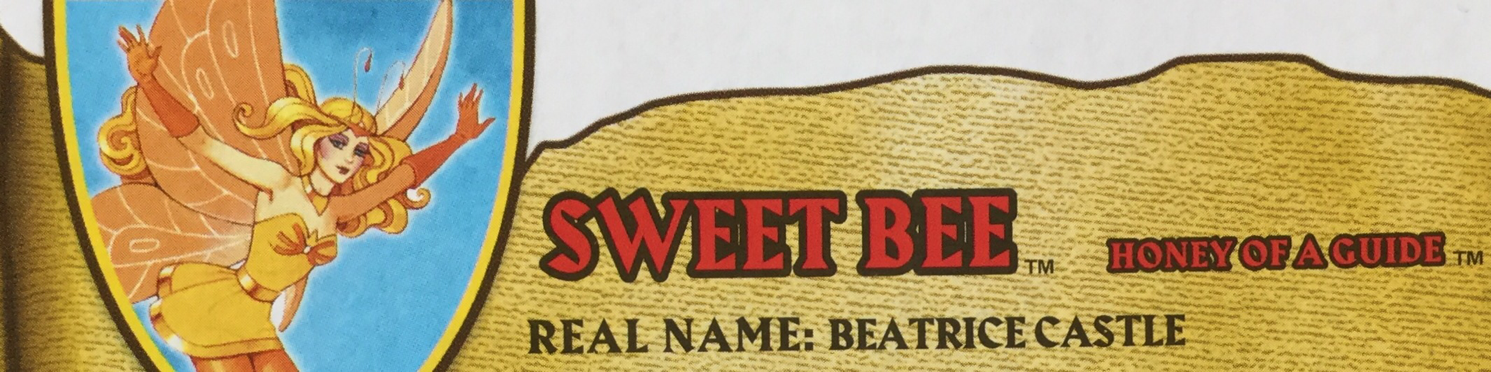 SWEET BEE™ HONEY OF A GUIDE™
REAL NAME: BEATRICE CASTLE